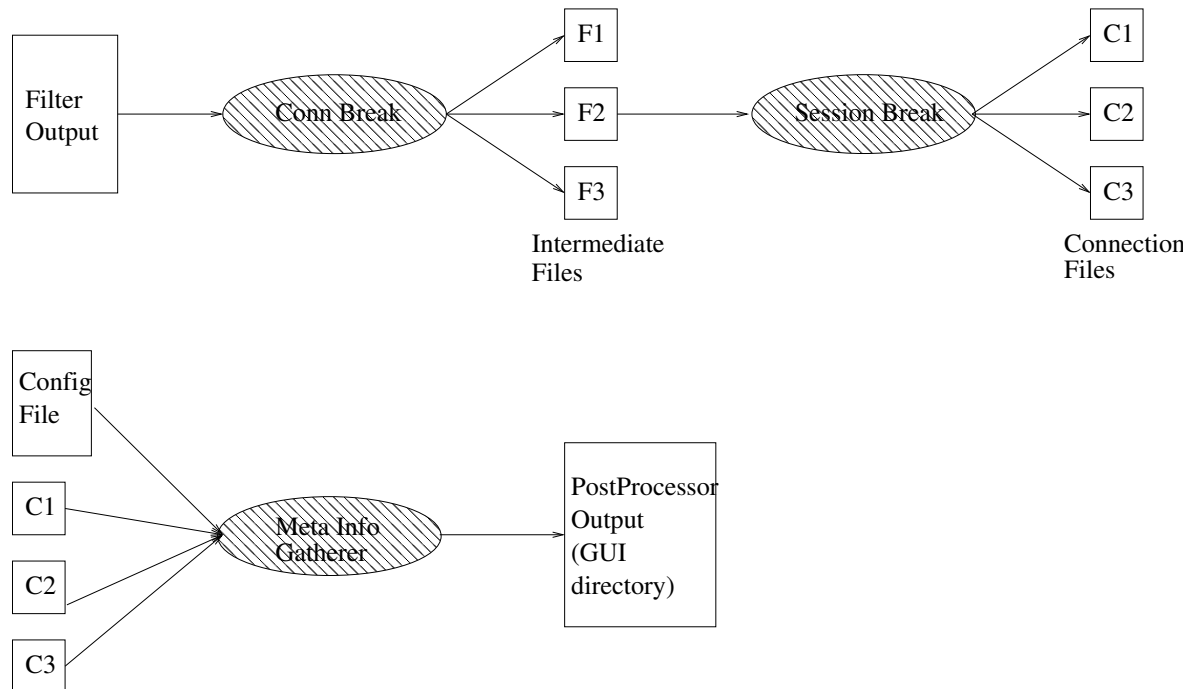 Filter
Output
Conn Break
F1
F2
F3
Intermediate
Files
Session Break
C1
C2
C3
Connection
Files
Config
File
C1
C2
C3
Meta Info
Gatherer
PostProcessor
Output
(GUI
directory)